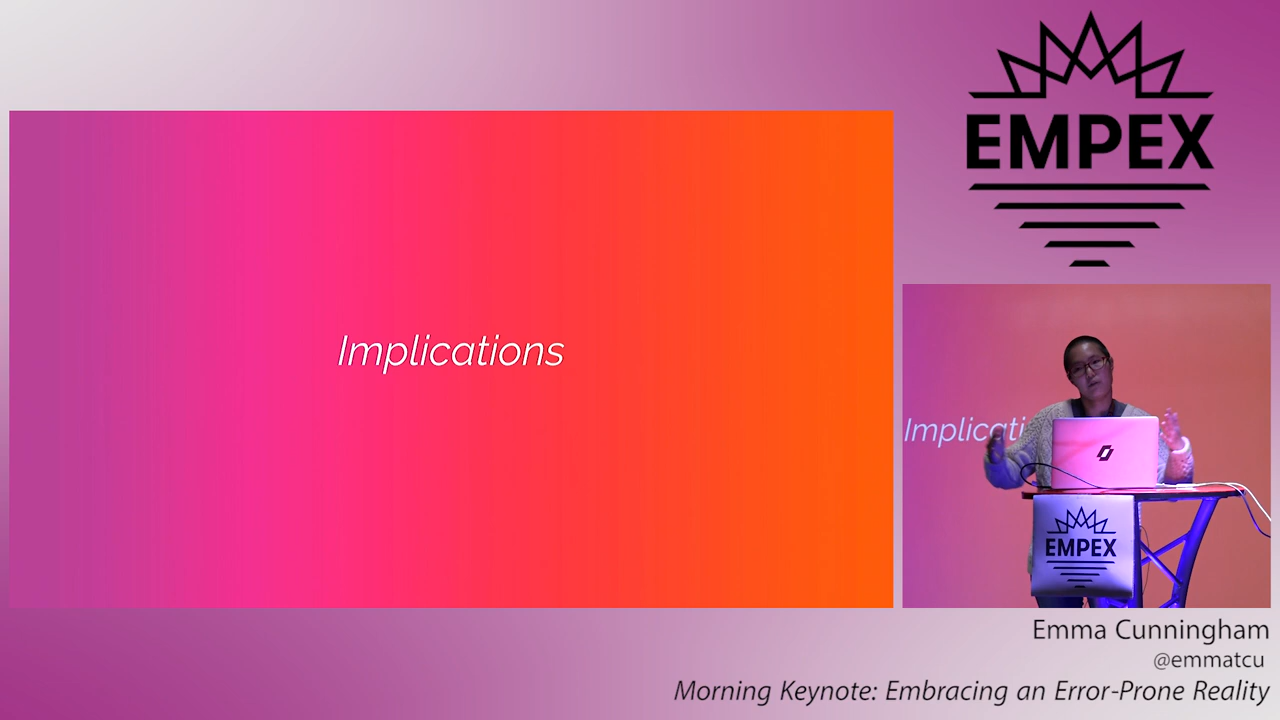 EMPEX
Implications
Implicati
EMPEX
Emma Cunningham
@emmatcu
Morning Keynote: Embracing an Error-Prone Reality